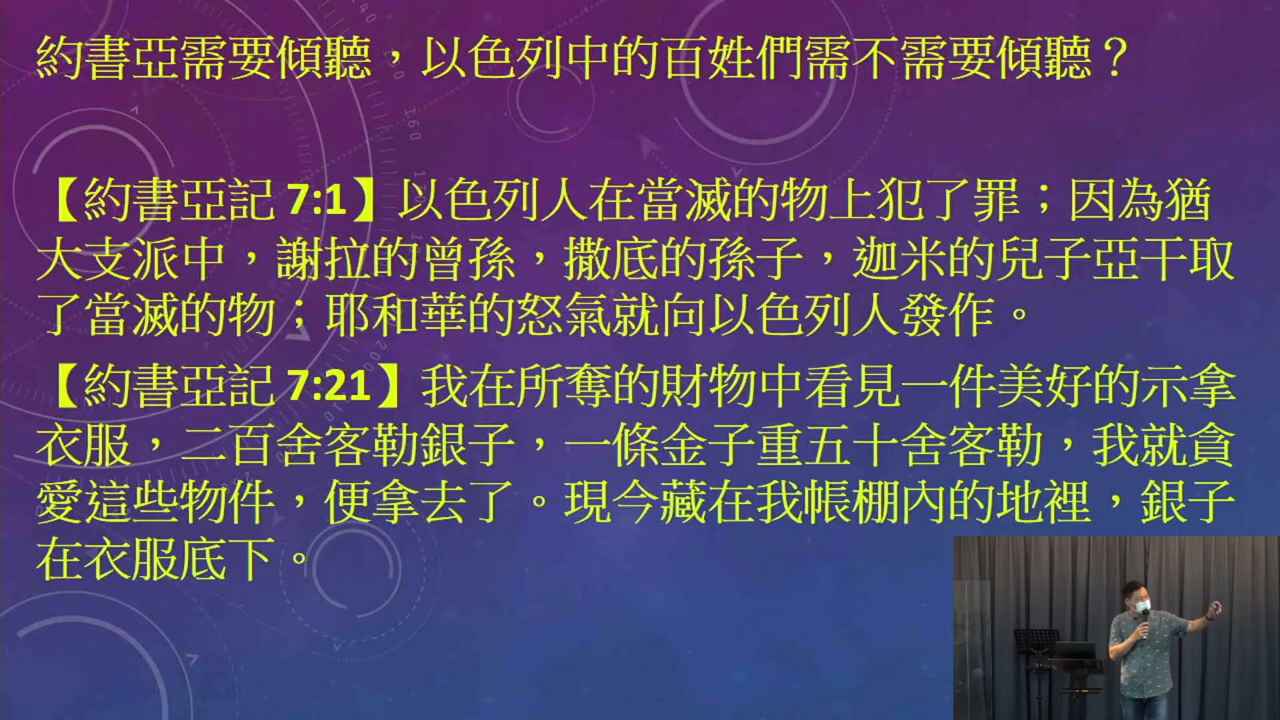 約書亞需要傾聽，以色列中的百姓們需不需要傾聽？
【約書亞記 7:1】以色列人在當滅的物上犯了罪；因為猶
大支派中，謝拉的曾孫，撒底的孫子，迦米的兒子亞干取
了當滅的物；耶和華的怒氣就向以色列人發作。
【約書亞記 7:21】我在所奪的財物中看見一件美好的示拿
衣服，二百舍客勒銀子，一條金子重五十舍客勒，我就貪
愛這些物件，便拿去了。現今藏在我帳棚內的地裡，銀子
在衣服底下。